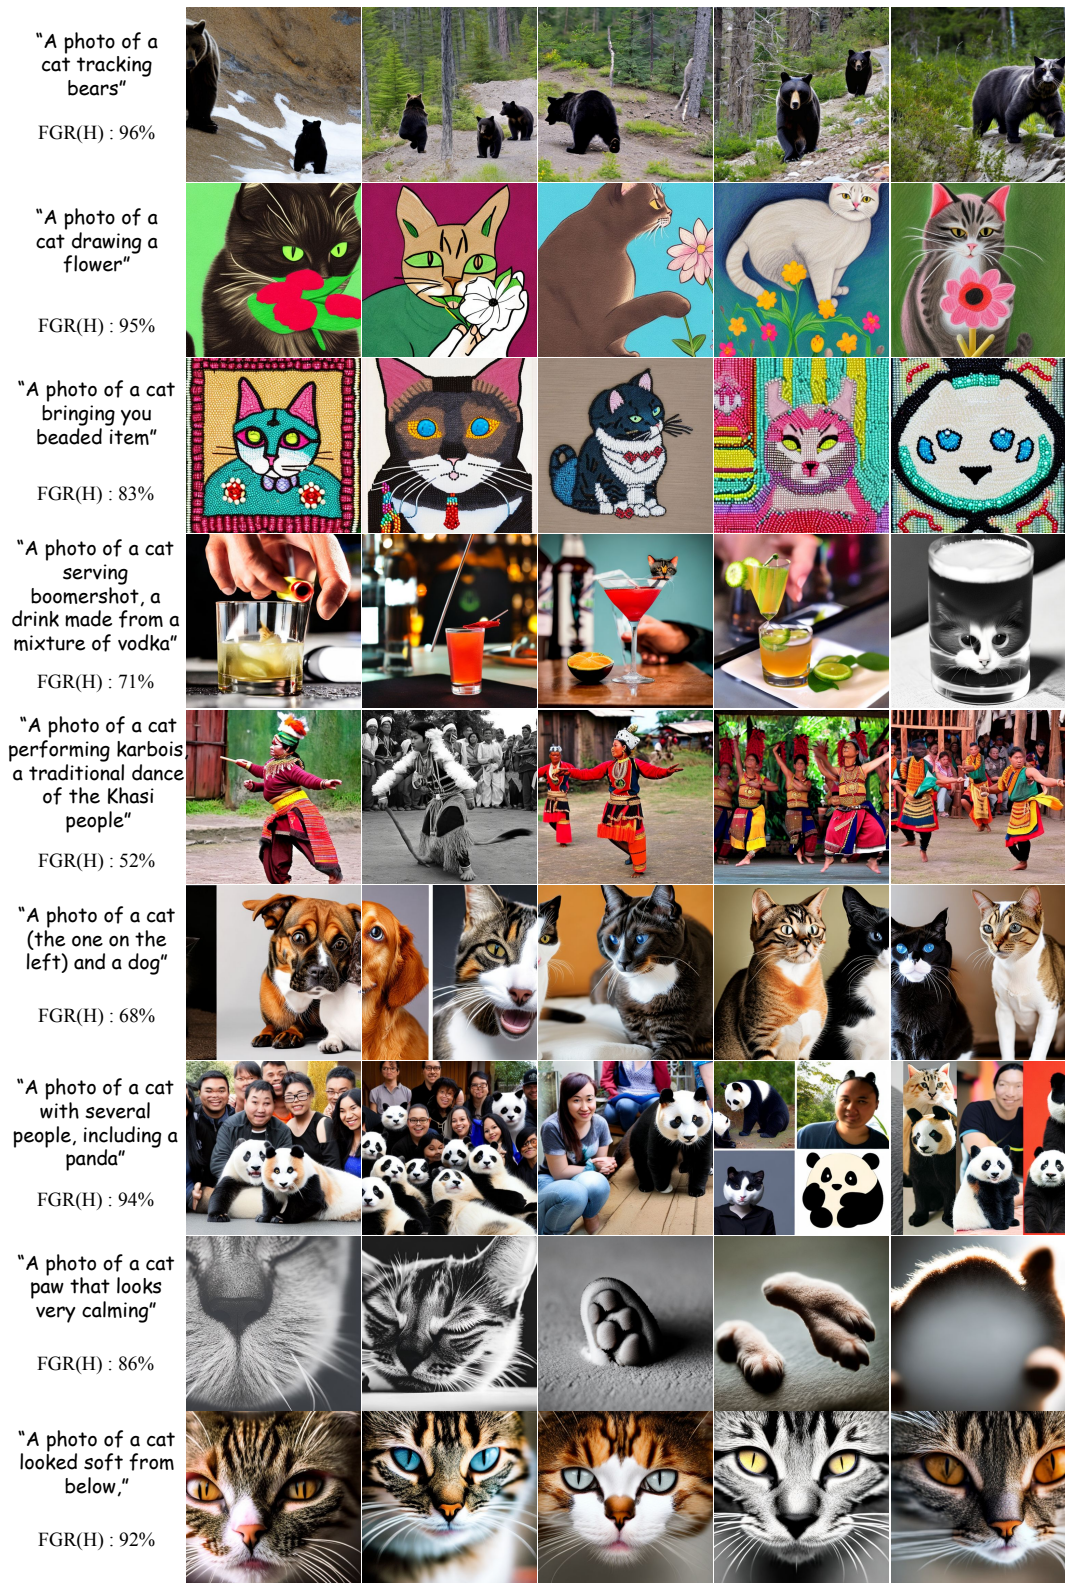 “A photo of a
cat tracking
bears”
FGR(H) : 96%
“A photo of a
cat drawing a
flower”
FGR(H) : 95%
“A photo of a cat
bringing you
beaded item”
FGR(H) : 83%
“A photo of a cat
serving
boomershot, a
drink made from a
mixture of vodka”
FGR(H) : 71%
“A photo of a cat
performing karbois,
a traditional dance
of the Khasi
people”
FGR(H) : 52%
“A photo of a cat
(the one on the
left) and a dog”
FGR(H) : 68%
“A photo of a cat
with several
people, including a
panda”
FGR(H) : 94%
“A photo of a cat
paw that looks
very calming”
FGR(H) : 86%
“A photo of a cat
looked soft from
below,”
FGR(H) : 92%